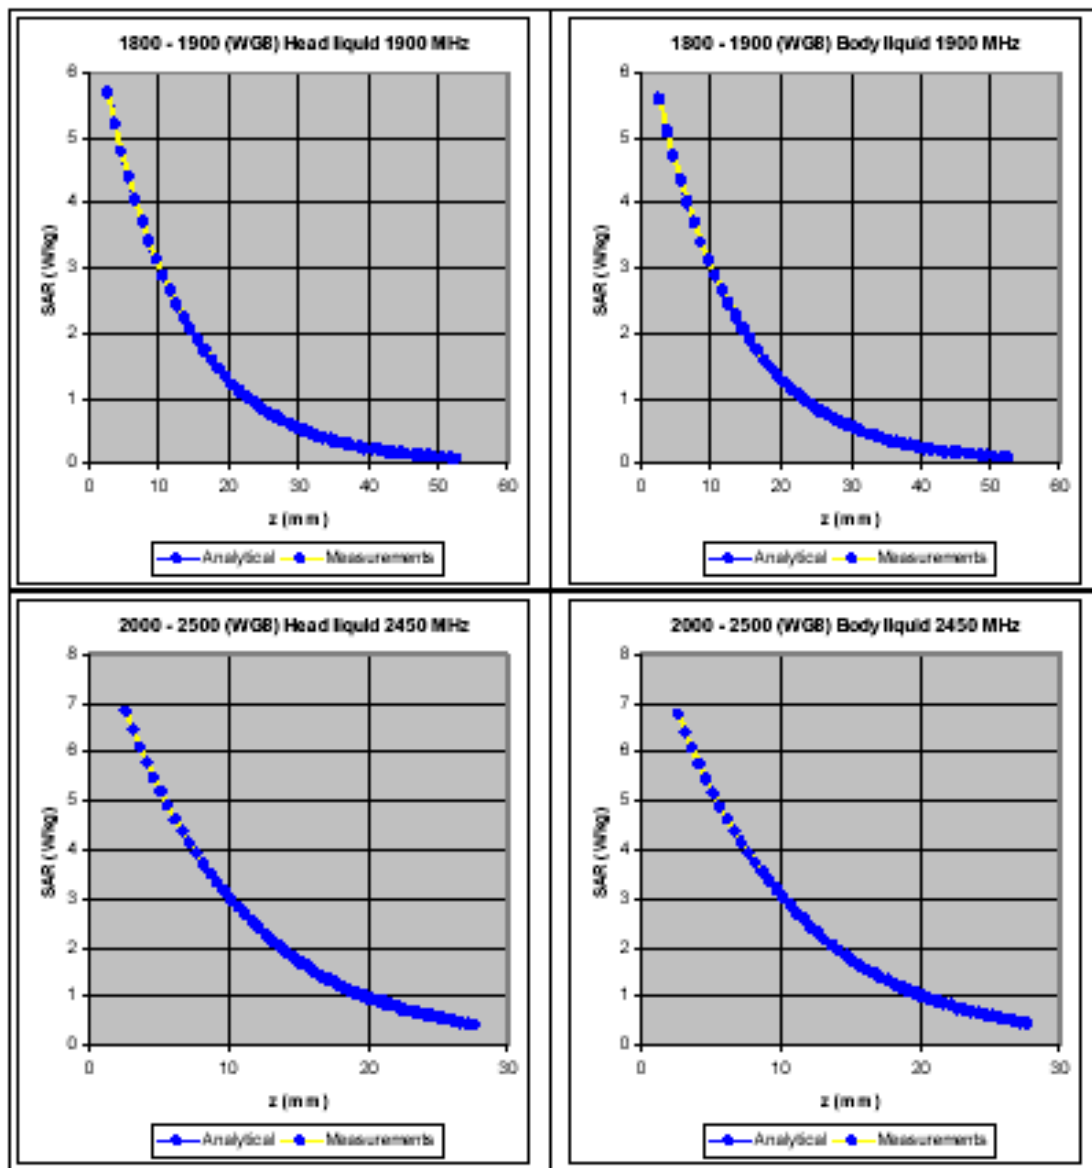 1800 - 1900 (WGB) Head liquid 1900 MHz
6
5
4
3
2
1
0
SAR (W/kg)
0 10 20 30 40 50 60
z (mm)
Analytical Measurements
1800 - 1900 (WGB) Body liquid 1900 MHz
6
5
4
3
2
1
0
SAR (W/kg)
0 10 20 30 40 50 60
z (mm)
Analytical Measurements
2000 - 2500 (WGB) Head liquid 2450 MHz
8
7
6
5
4
3
2
1
0
SAR (W/kg)
0 10 20 30
z (mm)
Analytical Measurements
2000 - 2500 (WGB) Body liquid 2450 MHz
8
7
6
5
4
3
2
1
0
SAR (W/kg)
0 10 20 30
z (mm)
Analytical Measurements